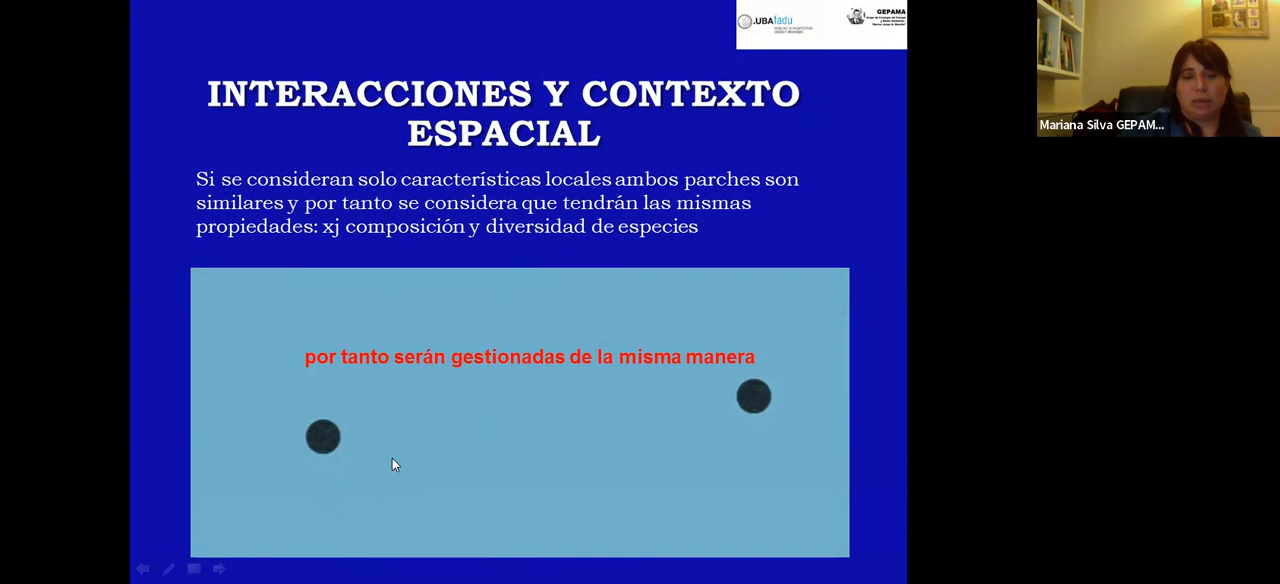 .UBAfadu
GEPAMA
INTERACCIONES Y CONTEXTO
ESPACIAL
Si se consideran solo características locales ambos parches son
similares y por tanto se considera que tendrán las mismas
propiedades: xj composición y diversidad de especies
por tanto serán gestionadas de la misma manera
Mariana Silva GEPAM...